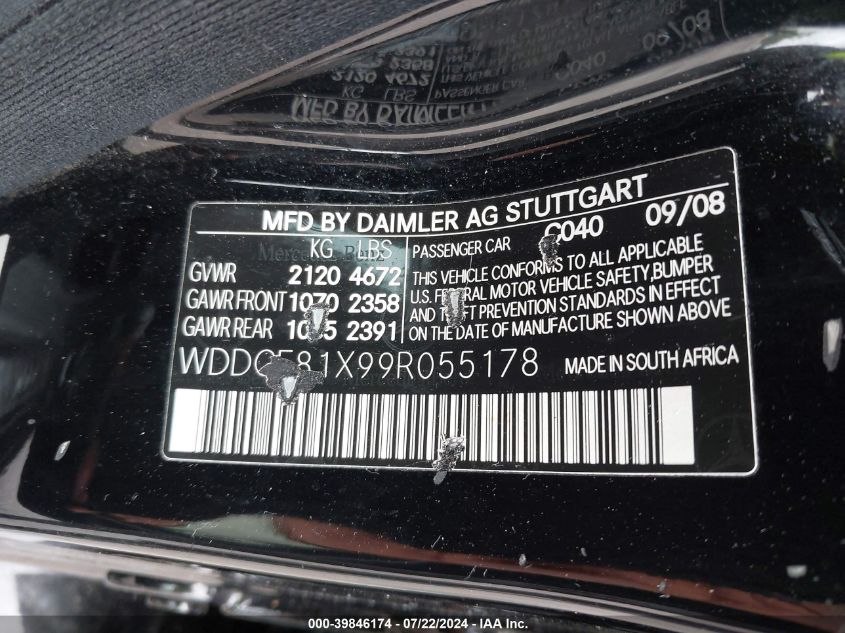 MFD BY DAIMLER AG STUTTGART
C040 09/08
KG LBS
GVWR 2120 4672
GAWR FRONT 1070 2358
GAWR REAR 2391
PASSENGER CAR
THIS VEHICLE CONFORMS TO ALL APPLICABLE
U.S. MOTOR VEHICLE SAFETY, BUMPER
AND PREVENTION STANDARDS IN EFFECT
ON THE DATE OF MANUFACTURE SHOWN ABOVE
MADE IN SOUTH AFRICA
000-39846174 / 07/22/2024 - IAA Inc.